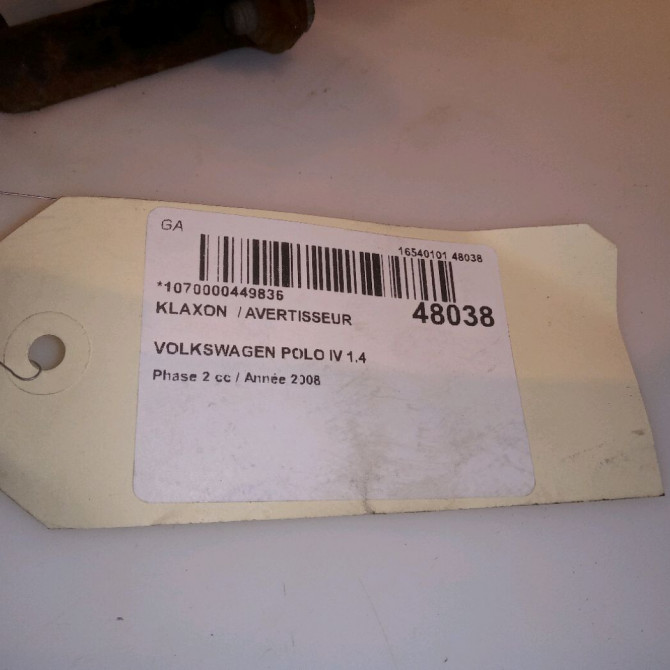 GA
16540101 48038
*1070000449836
KLAXON / AVERTISSEUR 48038
VOLKSWAGEN POLO IV 1.4
Phase 2 cc / Année 2008